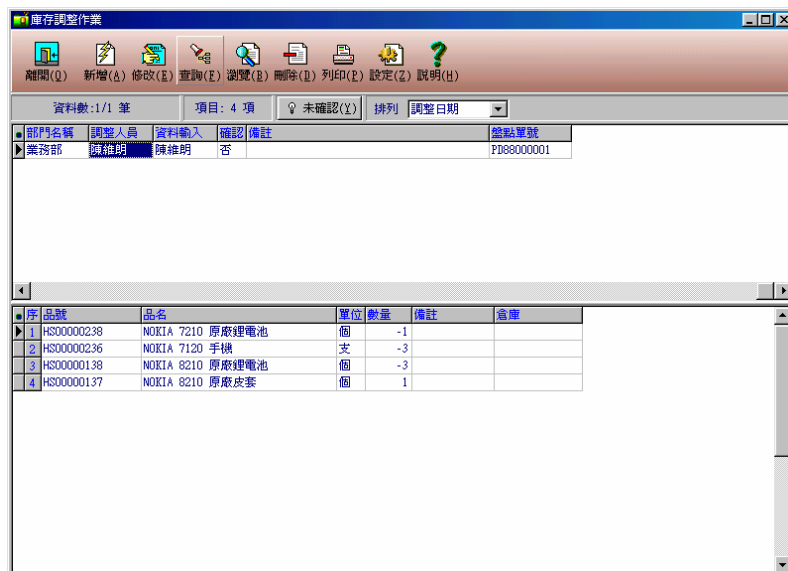 庫存調整作業
離開(Q) 新增(A) 修改(E) 查詢(F) 瀏覽(B) 刪除(D) 列印(P) 設定(Z) 說明(H)
資料數:1/1 筆 項目: 4 項 未確認(Y) 排列 調整日期
部門名稱 調整人員 資料輸入 確認 備註 盤點單號
業務部 陳維朗 陳維朗 否 PD88000001
序 品號 品名 單位 數量 備註 倉庫
1 HS00000238 NOKIA 7210 原廠鋰電池 個 -1
2 HS00000236 NOKIA 7120 手機 支 -3
3 HS00000138 NOKIA 8210 原廠鋰電池 個 -3
4 HS00000137 NOKIA 8210 原廠皮套 個 1